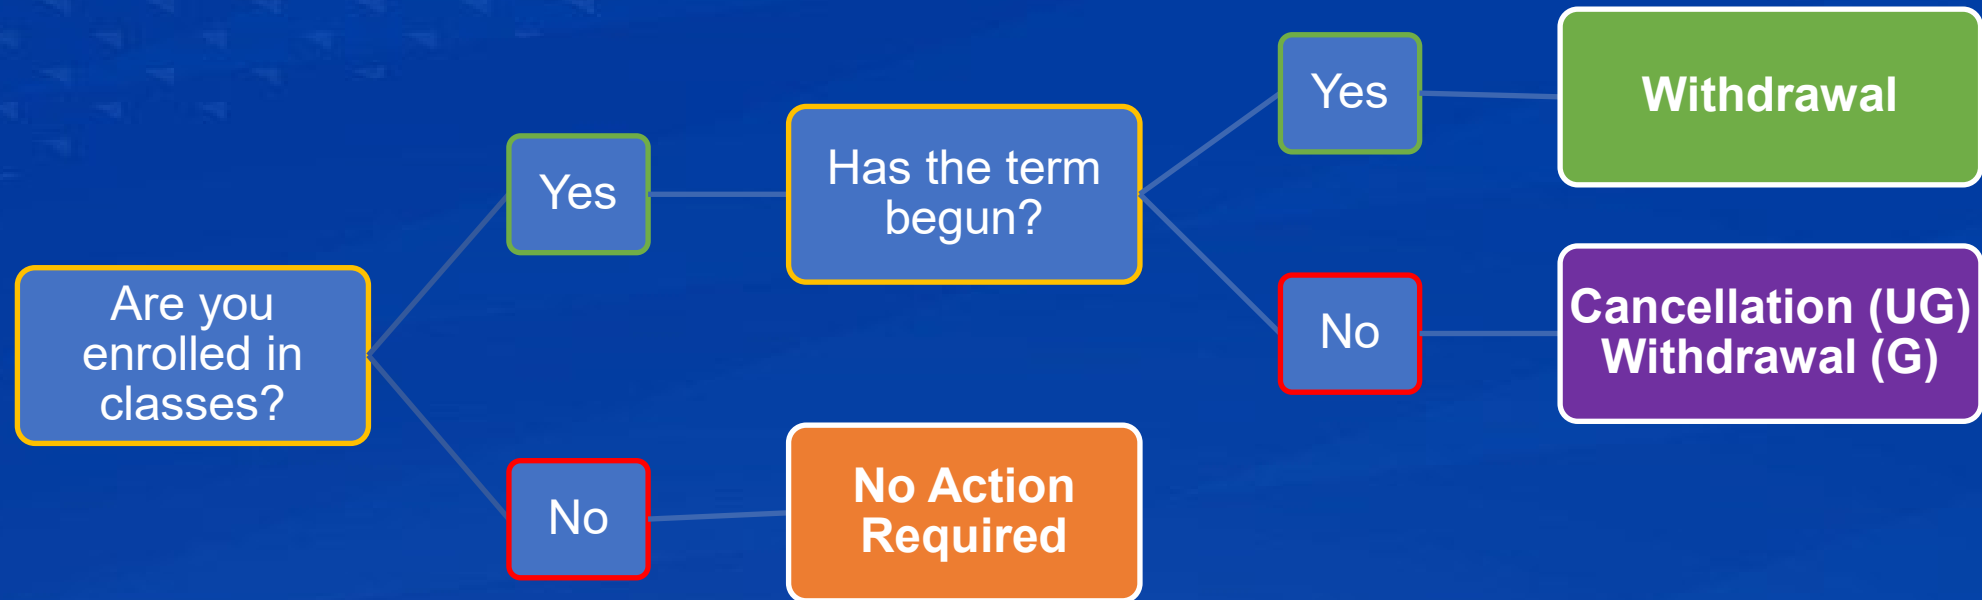 Are you
enrolled in
classes?
Yes
Has the term
begun?
Yes
Withdrawal
No
Cancellation (UG)
Withdrawal (G)
No
No Action
Required